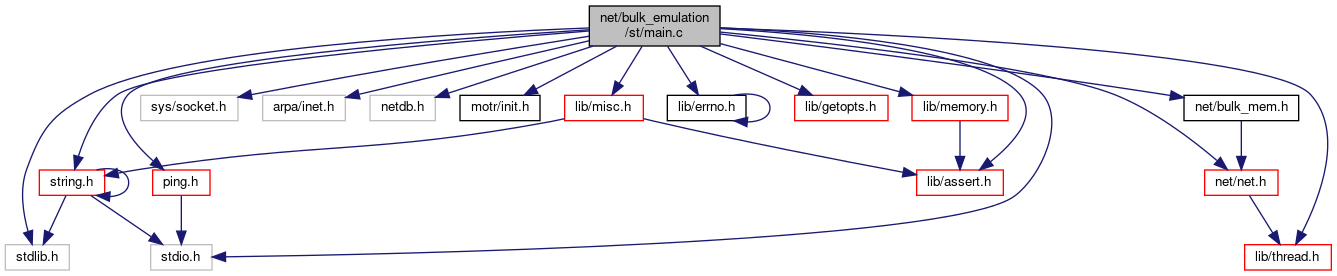 net/bulk_emulation
/st/main.c
sys/socket.h
arpa/inet.h
netdb.h
motr/init.h
lib/misc.h
lib/errno.h
lib/getopts.h
lib/memory.h
net/bulk_mem.h
string.h
ping.h
lib/assert.h
net/net.h
stdlib.h
stdio.h
lib/thread.h